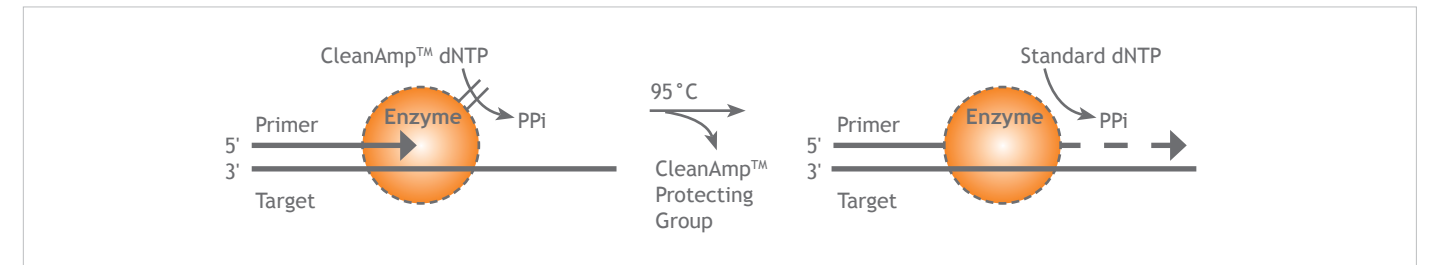 CleanAmp™ dNTP
Enzyme
PPi
Primer
5'
3'
Target
95°C
CleanAmp™
Protecting
Group
Standard dNTP
Enzyme
PPi
Primer
5'
3'
Target